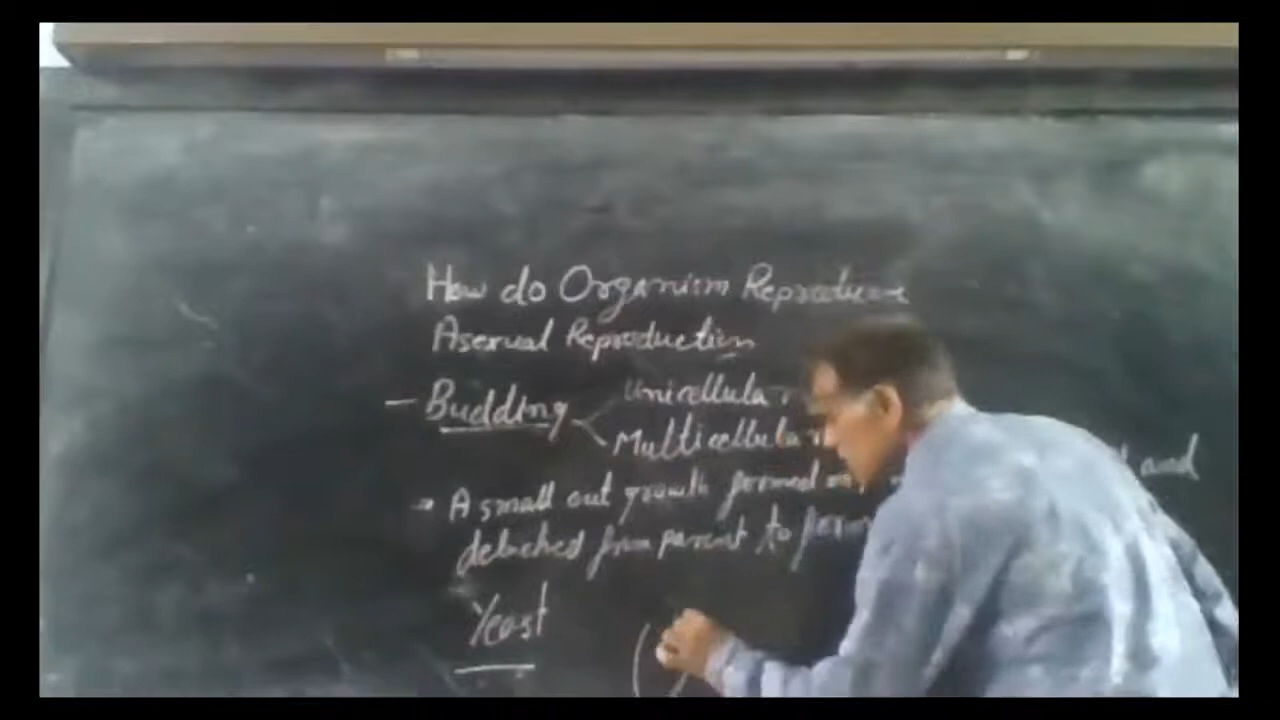 How do Organism Reproduce
Asexual Reproduction
- Budding
Unicellular
Multicellular
→ A small out growth formed on and
detached from parent to form
Yeast